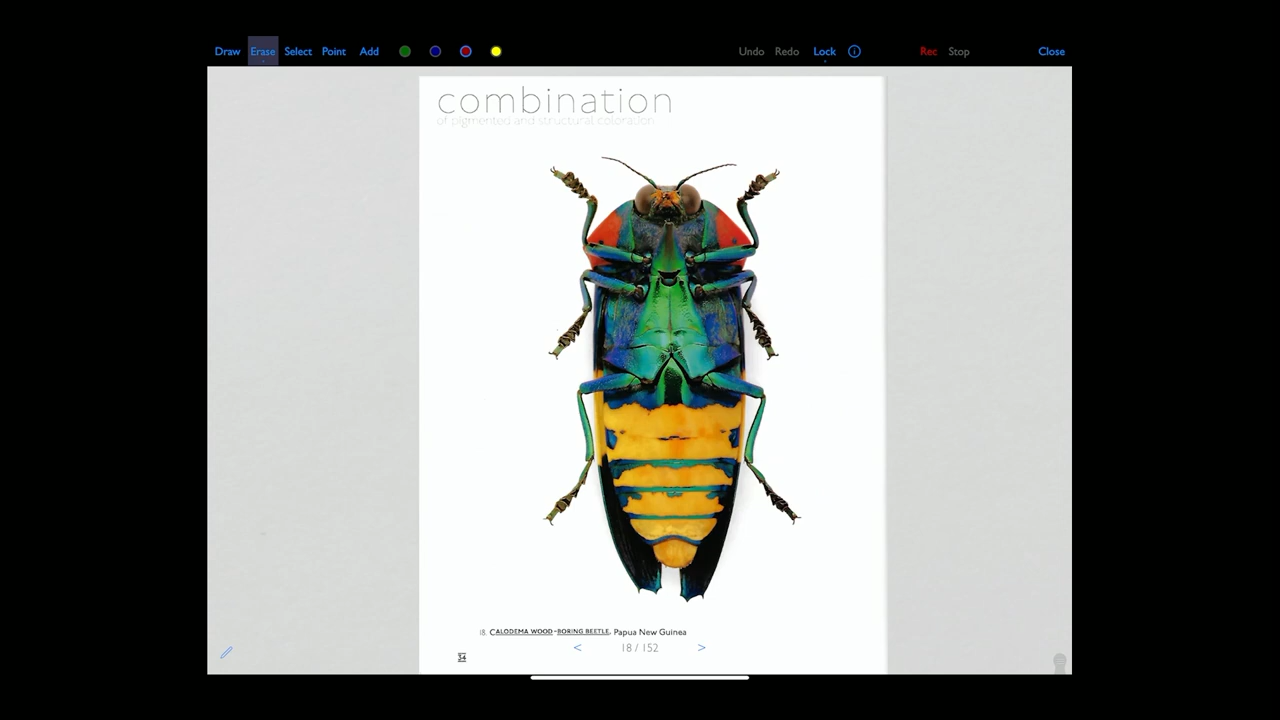 Draw Erase Select Point Add Undo Redo Lock Rec Stop Close
combination
of pigmented and structural coloration
18. CALODEMA WOOD-BORING BEETLE, Papua New Guinea
< 18 / 152 >
34